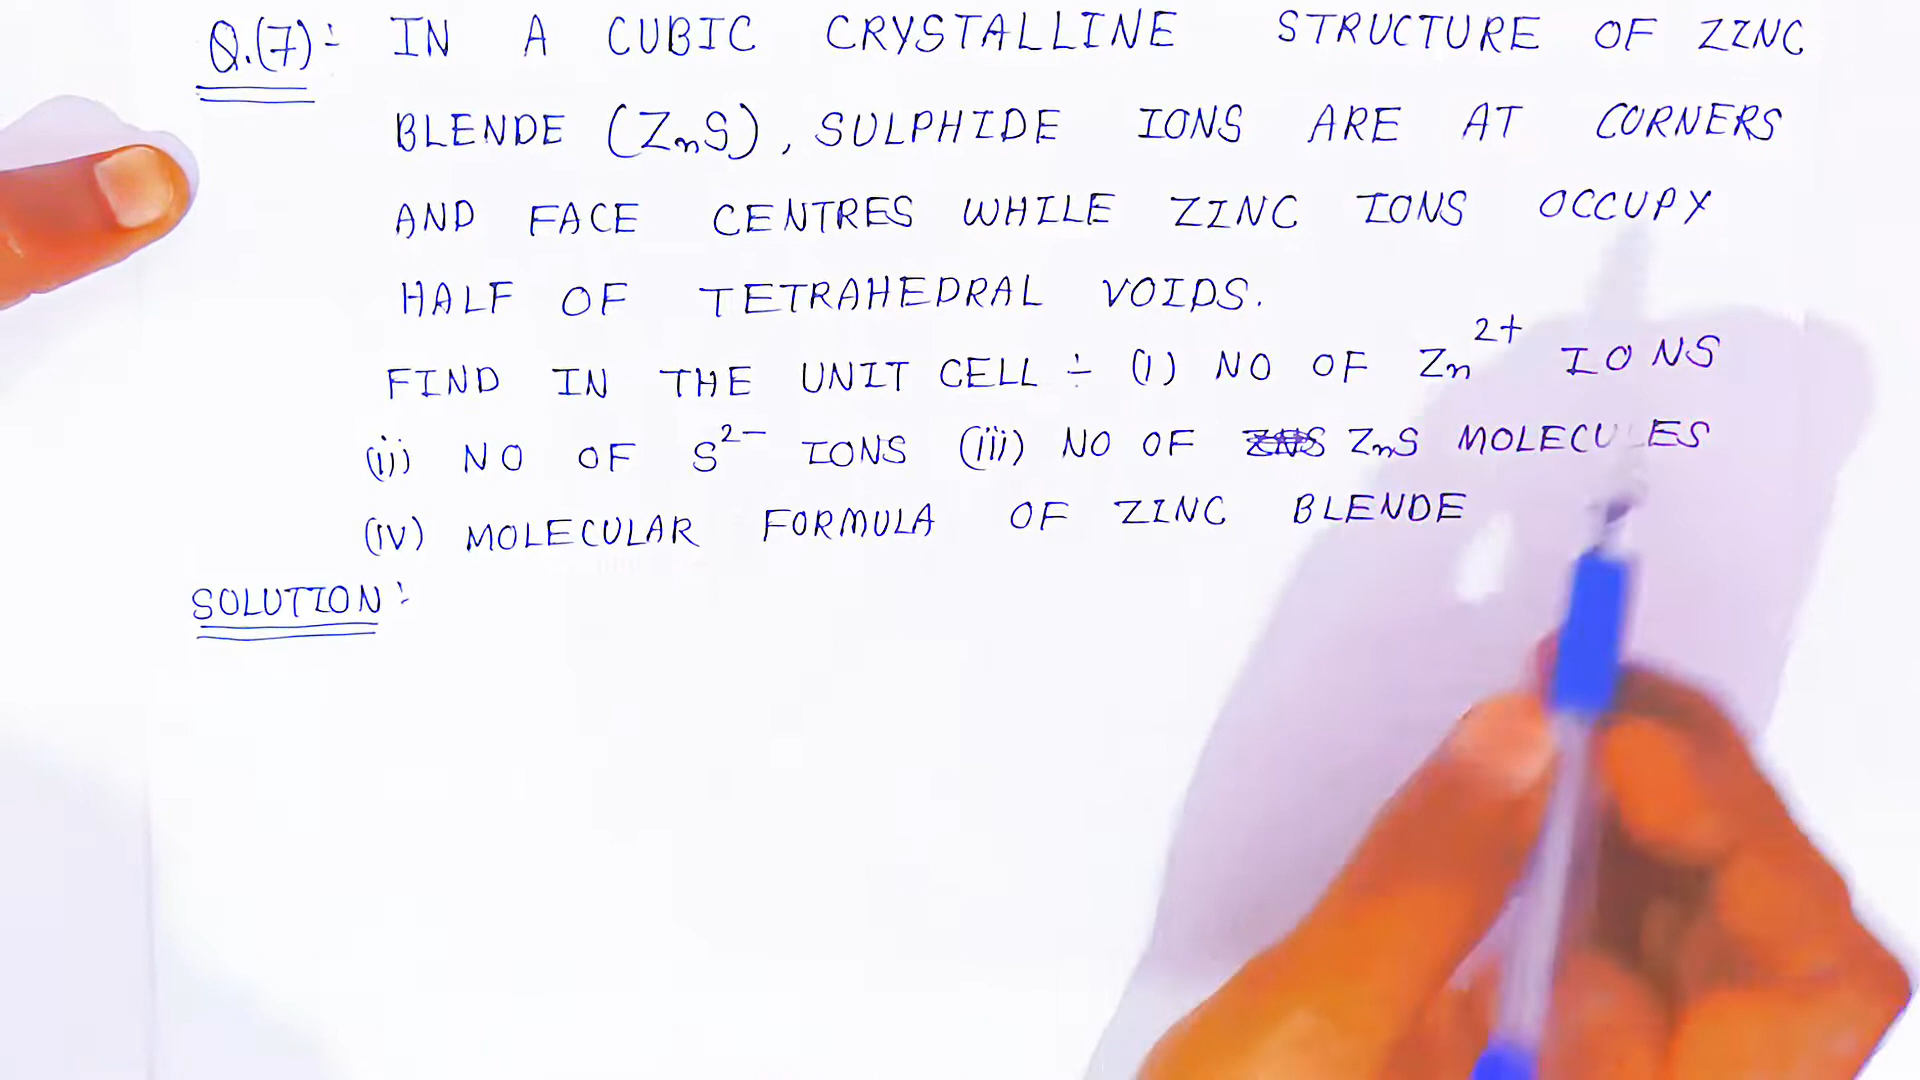 Q.(7):- IN A CUBIC CRYSTALLINE STRUCTURE OF ZINC
BLENDE (ZnS), SULPHIDE IONS ARE AT CORNERS
AND FACE CENTRES WHILE ZINC IONS OCCUPY
HALF OF TETRAHEDRAL VOIDS.
FIND IN THE UNIT CELL :- (i) NO OF Zn²⁺ IONS
(ii) NO OF S²⁻ IONS (iii) NO OF ZnS MOLECULES
(iv) MOLECULAR FORMULA OF ZINC BLENDE
SOLUTION :-